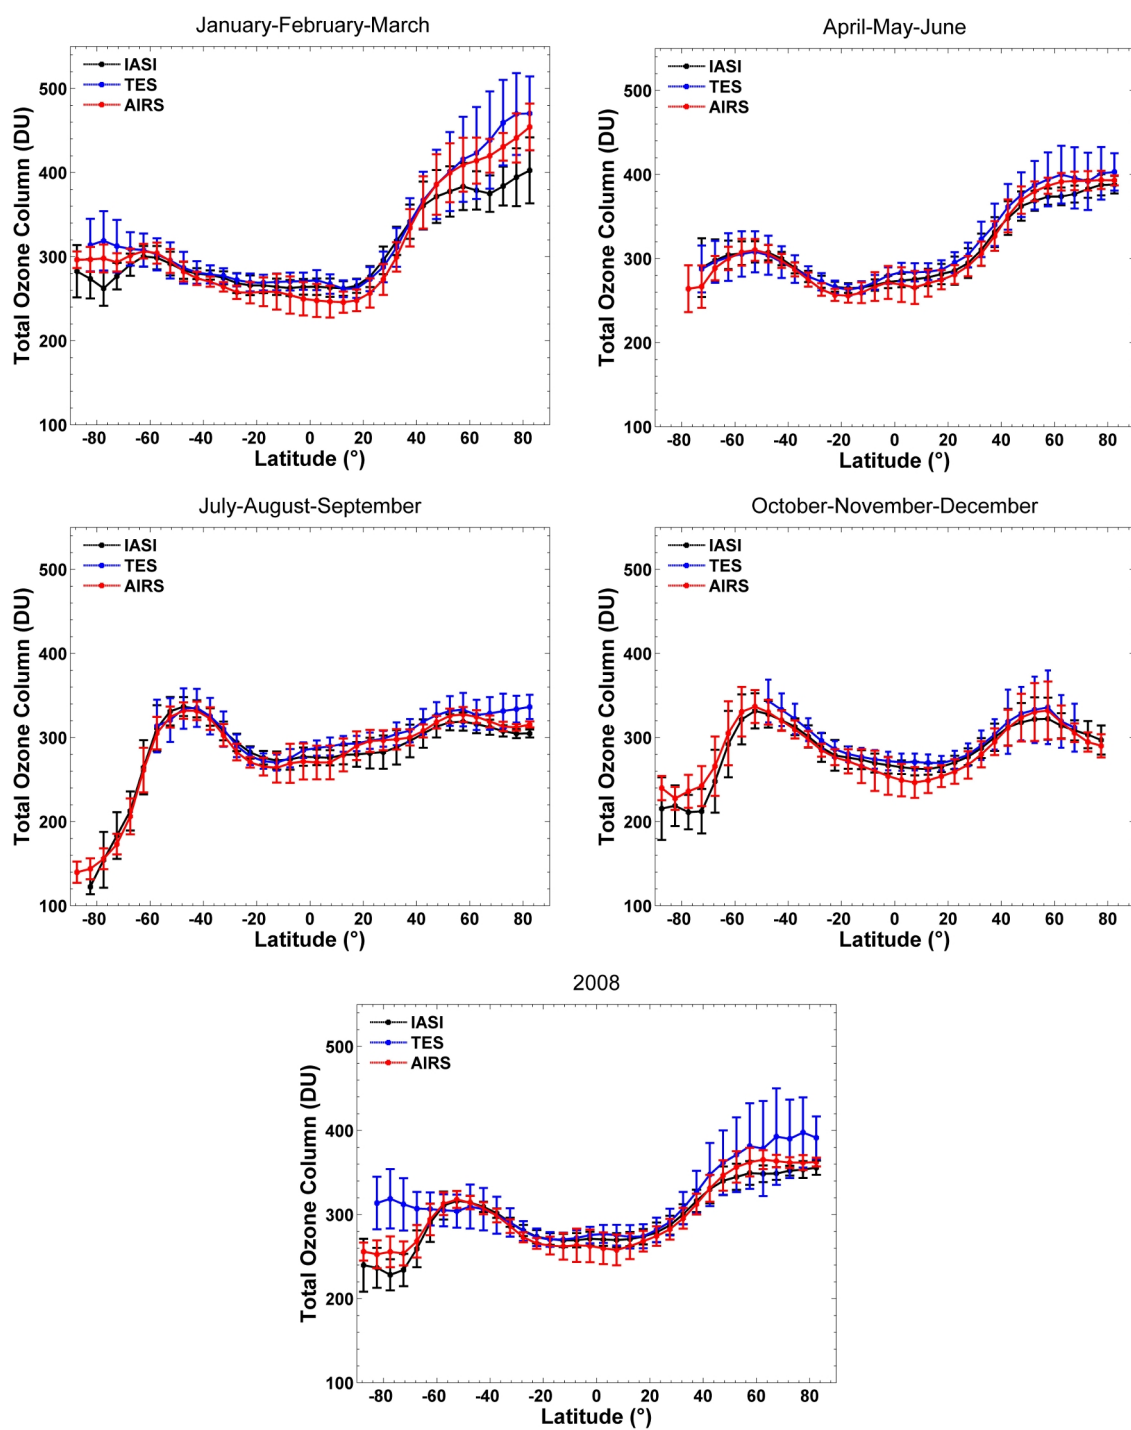 January-February-March
Total Ozone Column (DU)
500
400
300
200
100
IASI
TES
AIRS
-80 -60 -40 -20 0 20 40 60 80
Latitude (°)
April-May-June
Total Ozone Column (DU)
500
400
300
200
100
IASI
TES
AIRS
-80 -60 -40 -20 0 20 40 60 80
Latitude (°)
July-August-September
Total Ozone Column (DU)
500
400
300
200
100
IASI
TES
AIRS
-80 -60 -40 -20 0 20 40 60 80
Latitude (°)
October-November-December
Total Ozone Column (DU)
500
400
300
200
100
IASI
TES
AIRS
-80 -60 -40 -20 0 20 40 60 80
Latitude (°)
2008
Total Ozone Column (DU)
500
400
300
200
100
IASI
TES
AIRS
-80 -60 -40 -20 0 20 40 60 80
Latitude (°)